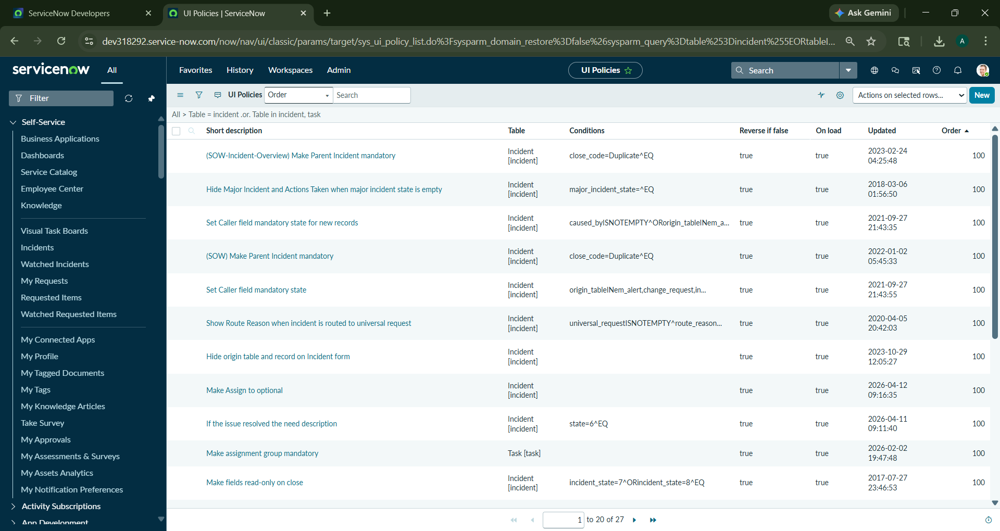 ServiceNow Developers
UI Policies | ServiceNow
Ask Gemini
dev318292.service-now.com/now/nav/ui/classic/params/target/sys_ui_policy_list.do%3Fsysparm_domain_restore%3Dfalse%26sysparm_query%3Dtable%253Dincident%255EORtableI...
A
servicenow
All
Favorites
History
Workspaces
Admin
UI Policies
Search
Filter
Self-Service
Business Applications
Dashboards
Service Catalog
Employee Center
Knowledge
Visual Task Boards
Incidents
Watched Incidents
My Requests
Requested Items
Watched Requested Items
My Connected Apps
My Profile
My Tagged Documents
My Tags
My Knowledge Articles
Take Survey
My Approvals
My Assessments & Surveys
My Assets Analytics
My Notification Preferences
Activity Subscriptions
App Development
UI Policies
Order
Search
Actions on selected rows...
New
All > Table = incident .or. Table in incident, task
Short description Table Conditions Reverse if false On load Updated Order
(SOW-Incident-Overview) Make Parent Incident mandatory Incident [incident] close_code=Duplicate^EQ true true 2023-02-24 04:25:48 100
Hide Major Incident and Actions Taken when major incident state is empty Incident [incident] major_incident_state=^EQ true true 2018-03-06 01:56:50 100
Set Caller field mandatory state for new records Incident [incident] caused_byISNOTEMPTY^ORorigin_tableINem_a... true true 2021-09-27 21:43:35 100
(SOW) Make Parent Incident mandatory Incident [incident] close_code=Duplicate^EQ true true 2022-01-02 05:45:33 100
Set Caller field mandatory state Incident [incident] origin_tableINem_alert,change_request,in... true true 2021-09-27 21:43:55 100
Show Route Reason when incident is routed to universal request Incident [incident] universal_requestISNOTEMPTY^route_reason... true true 2020-04-05 20:42:03 100
Hide origin table and record on Incident form Incident [incident] true true 2023-10-29 12:05:27 100
Make Assign to optional Incident [incident] true true 2026-04-12 09:16:35 100
If the issue resolved the need description Incident [incident] state=6^EQ true true 2026-04-11 09:11:40 100
Make assignment group mandatory Task [task] true true 2026-02-02 19:47:48 100
Make fields read-only on close Incident [incident] incident_state=7^ORincident_state=8^EQ true true 2017-07-27 23:46:53 100
1 to 20 of 27